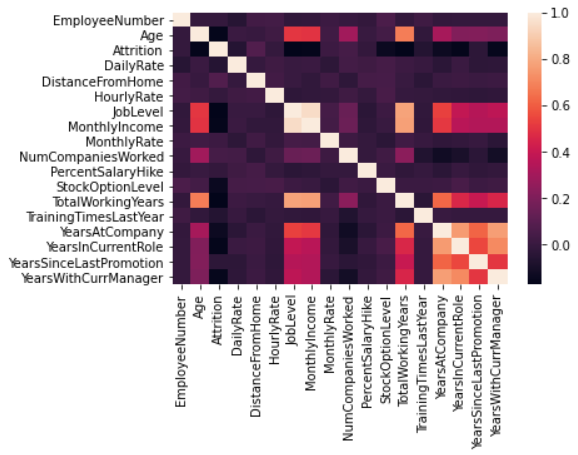 EmployeeNumber
Age
Attrition
DailyRate
DistanceFromHome
HourlyRate
JobLevel
MonthlyIncome
MonthlyRate
NumCompaniesWorked
PercentSalaryHike
StockOptionLevel
TotalWorkingYears
TrainingTimesLastYear
YearsAtCompany
YearsInCurrentRole
YearsSinceLastPromotion
YearsWithCurrManager
EmployeeNumber
Age
Attrition
DailyRate
DistanceFromHome
HourlyRate
JobLevel
MonthlyIncome
MonthlyRate
NumCompaniesWorked
PercentSalaryHike
StockOptionLevel
TotalWorkingYears
TrainingTimesLastYear
YearsAtCompany
YearsInCurrentRole
YearsSinceLastPromotion
YearsWithCurrManager
1.0
0.8
0.6
0.4
0.2
0.0